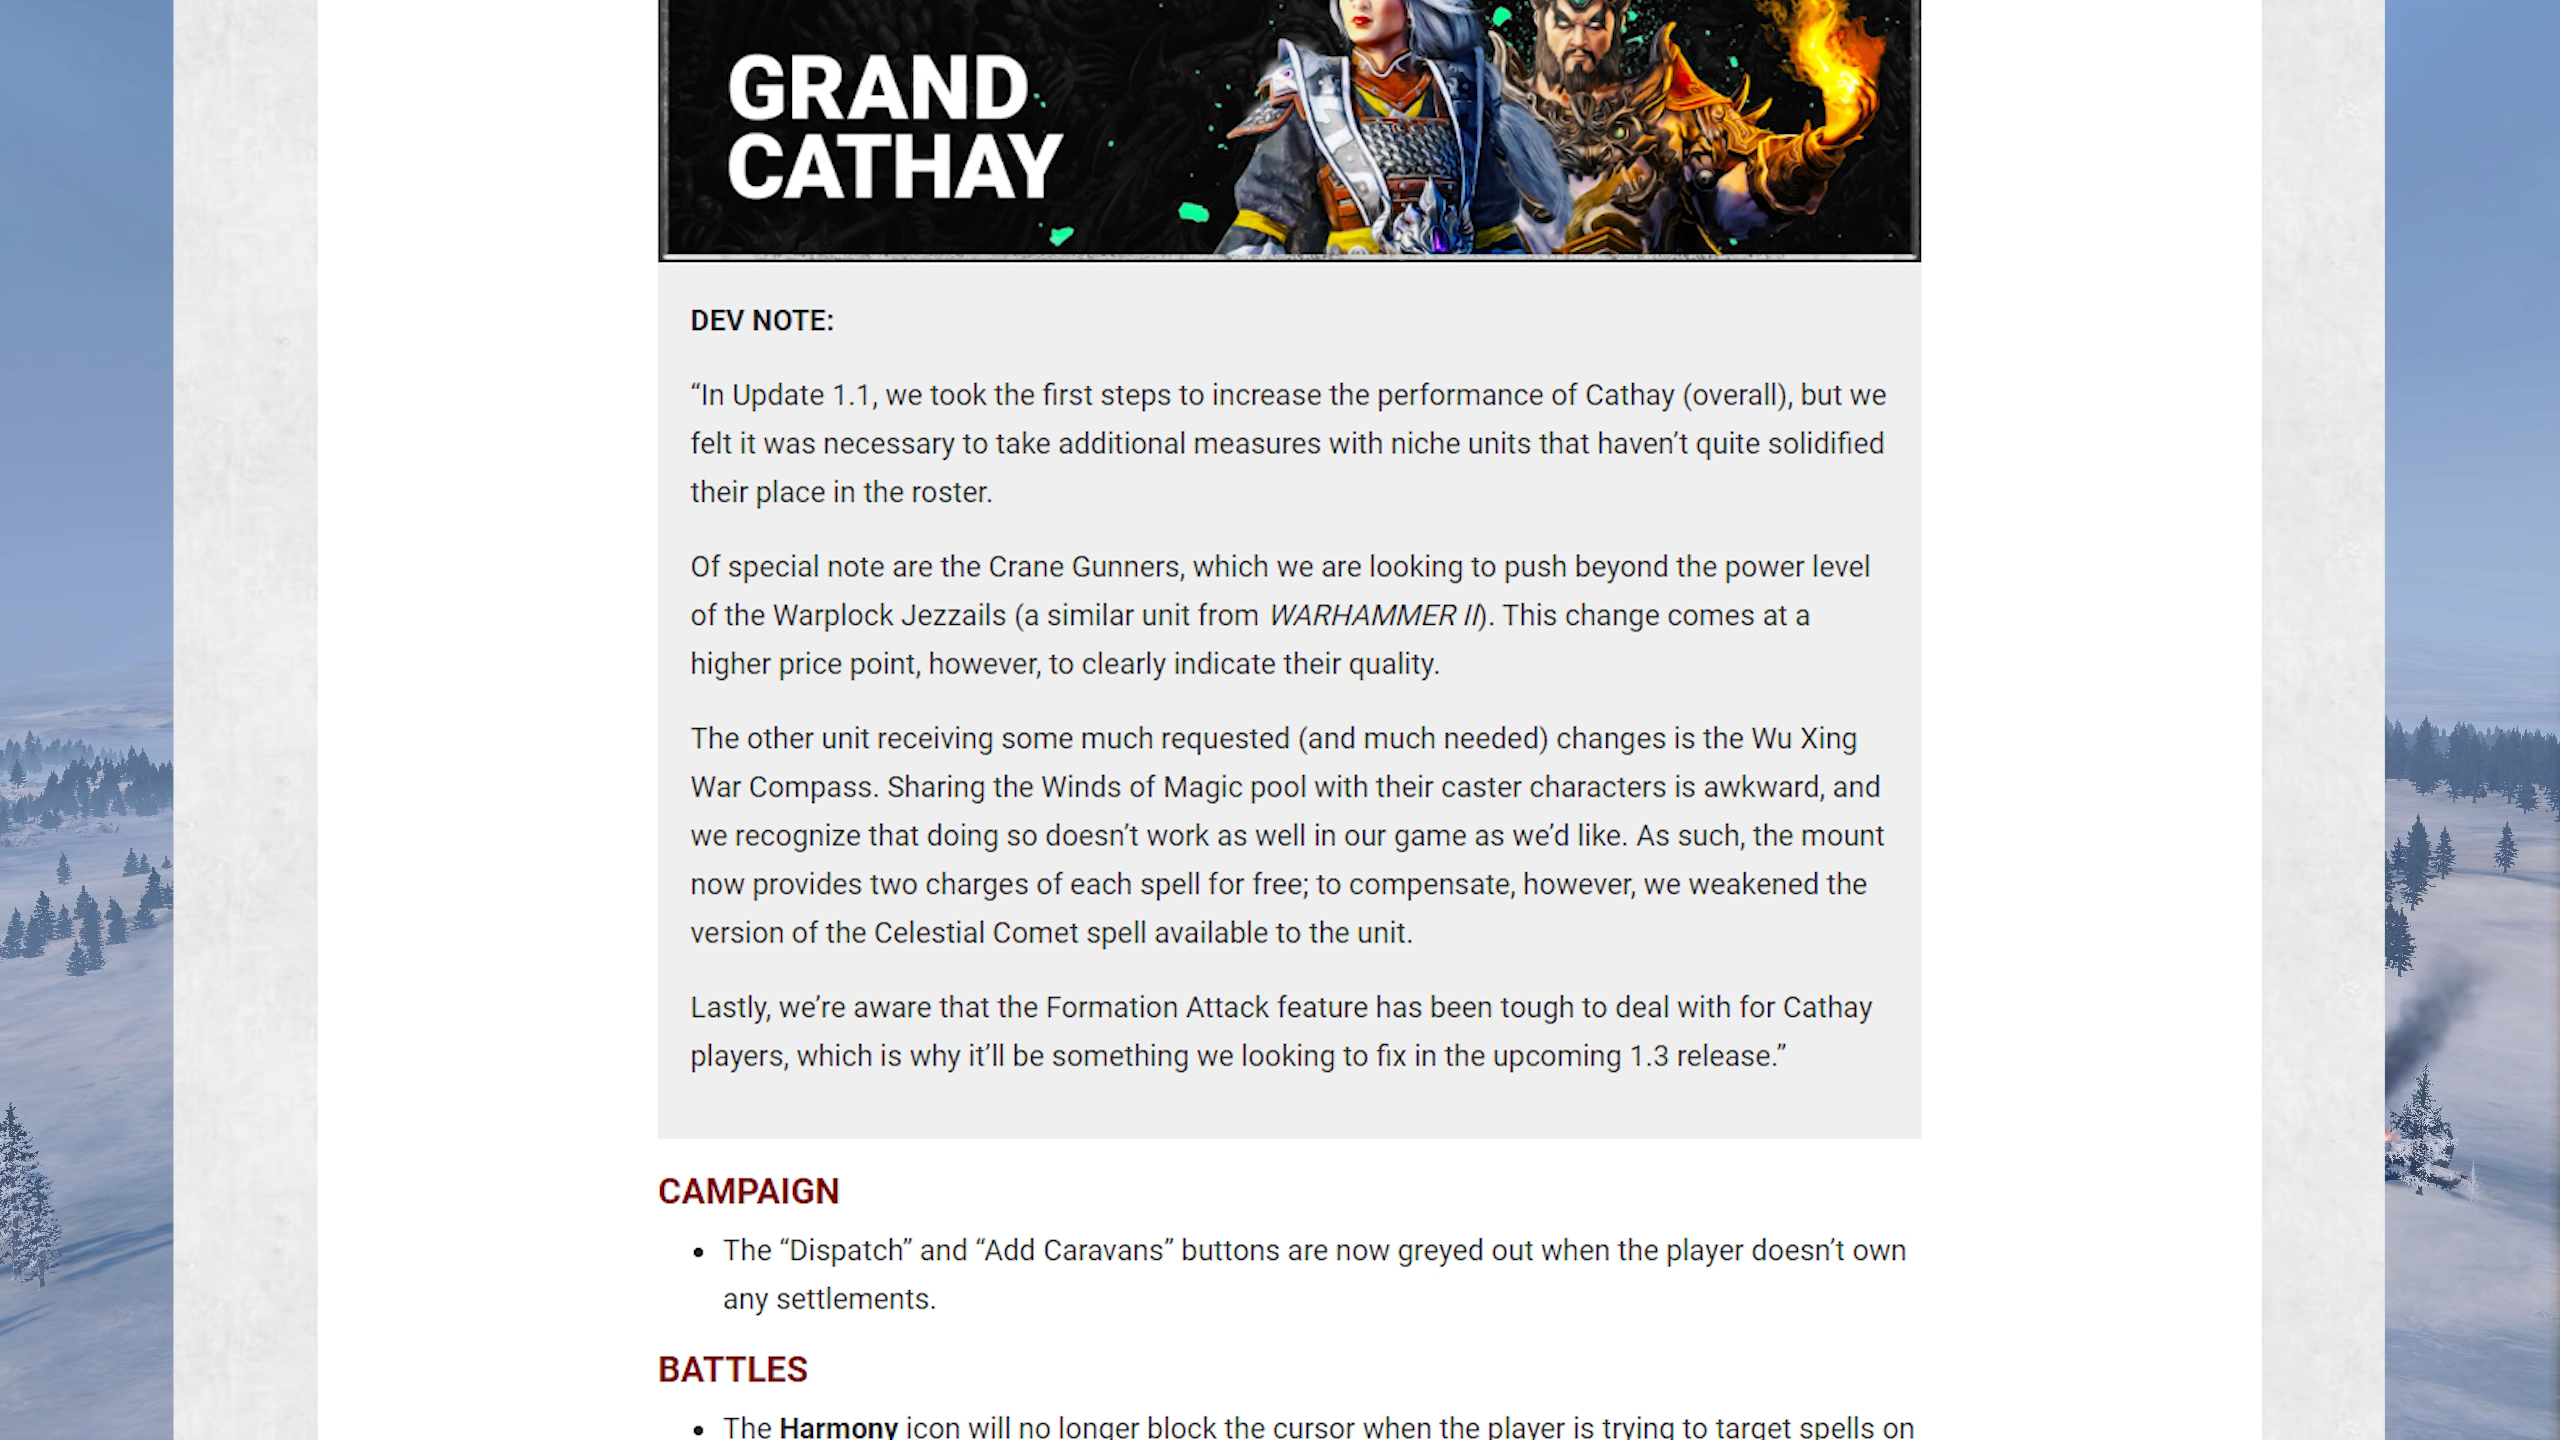 GRAND
CATHAY
DEV NOTE:
“In Update 1.1, we took the first steps to increase the performance of Cathay (overall), but we
felt it was necessary to take additional measures with niche units that haven’t quite solidified
their place in the roster.
Of special note are the Crane Gunners, which we are looking to push beyond the power level
of the Warplock Jezzails (a similar unit from WARHAMMER II). This change comes at a
higher price point, however, to clearly indicate their quality.
The other unit receiving some much requested (and much needed) changes is the Wu Xing
War Compass. Sharing the Winds of Magic pool with their caster characters is awkward, and
we recognize that doing so doesn’t work as well in our game as we’d like. As such, the mount
now provides two charges of each spell for free; to compensate, however, we weakened the
version of the Celestial Comet spell available to the unit.
Lastly, we’re aware that the Formation Attack feature has been tough to deal with for Cathay
players, which is why it’ll be something we looking to fix in the upcoming 1.3 release.”
CAMPAIGN
• The “Dispatch” and “Add Caravans” buttons are now greyed out when the player doesn’t own
any settlements.
BATTLES
• The Harmony icon will no longer block the cursor when the player is trying to target spells on